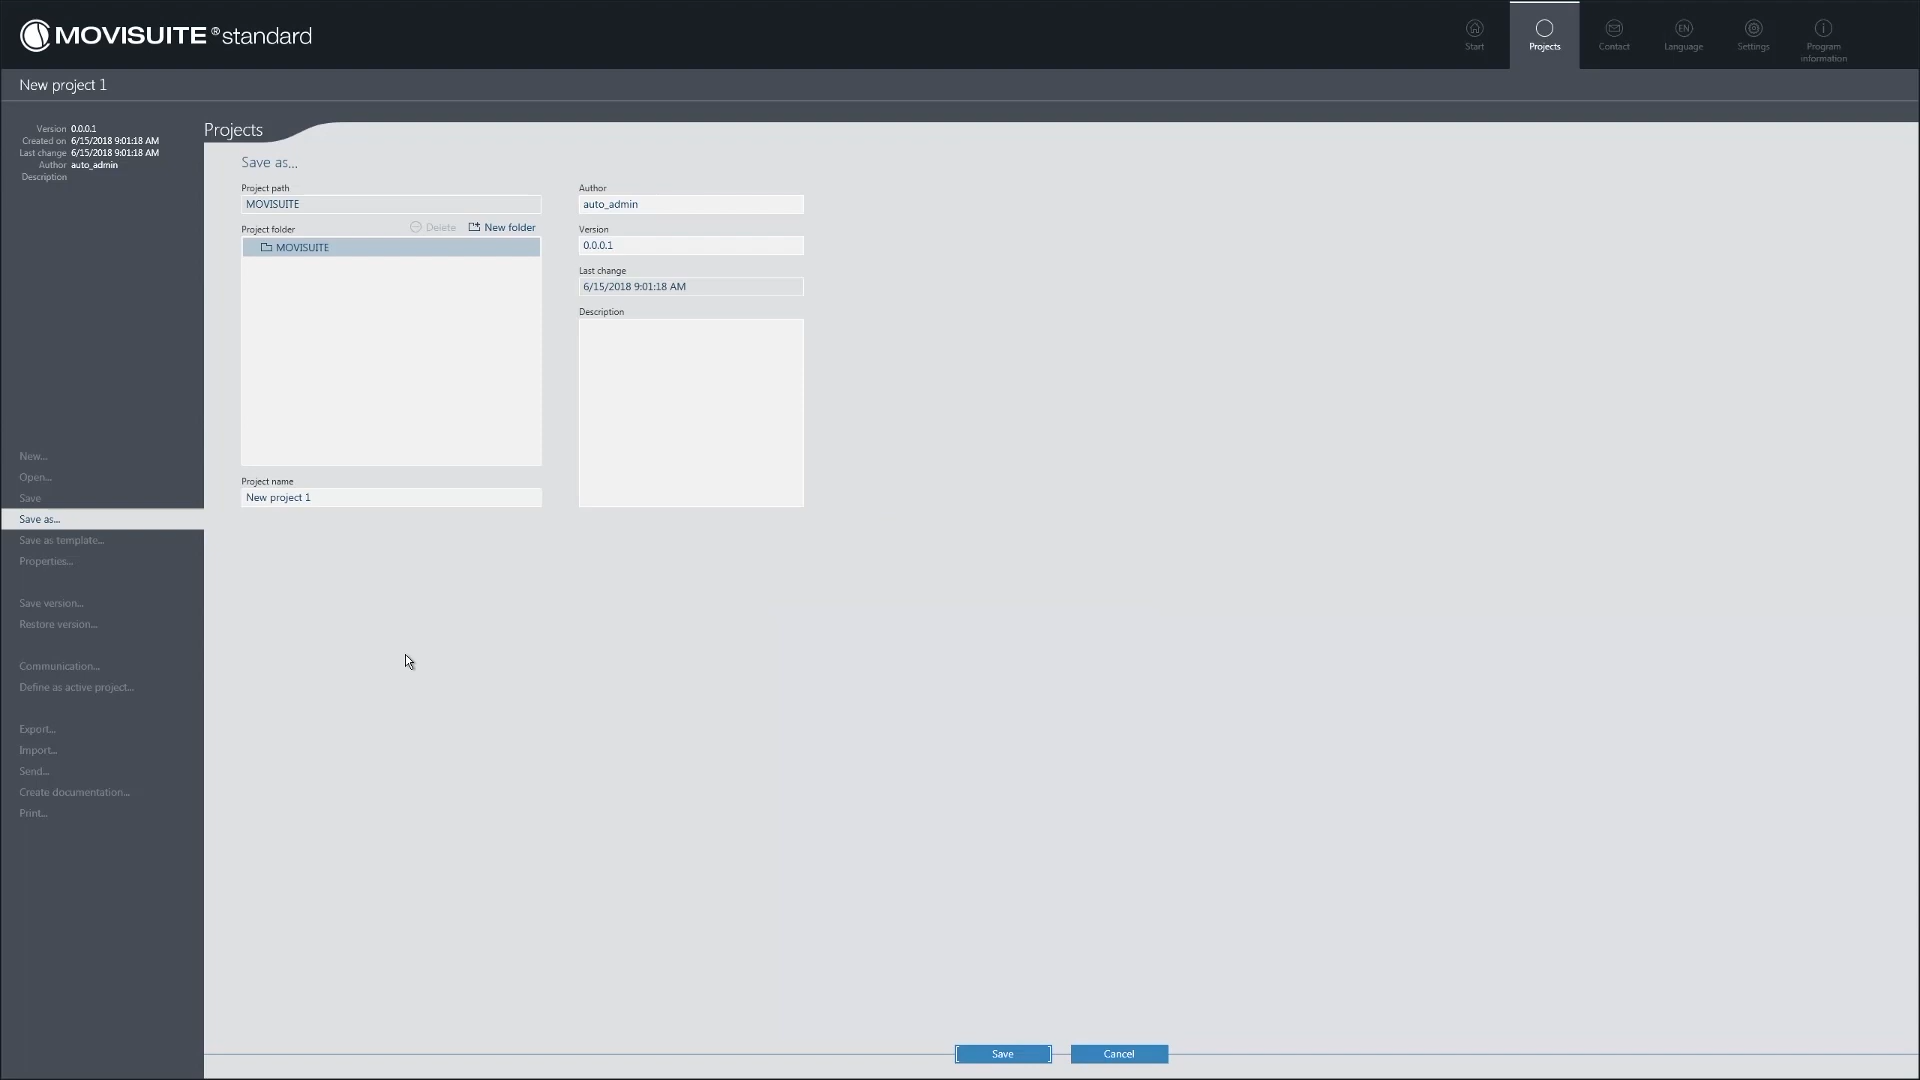 MOVISUITE®standard
Start
Projects
Contact
EN
Language
Settings
Program
information
New project 1
Version 0.0.0.1
Created on 6/15/2018 9:01:18 AM
Last change 6/15/2018 9:01:18 AM
Author auto_admin
Description
New...
Open...
Save
Save as...
Save as template...
Properties...
Save version...
Restore version...
Communication...
Define as active project...
Export...
Import...
Send...
Create documentation...
Print...
Projects
Save as...
Project path
MOVISUITE
Project folder
Delete
New folder
MOVISUITE
Project name
New project 1
Author
auto_admin
Version
0.0.0.1
Last change
6/15/2018 9:01:18 AM
Description
Save
Cancel